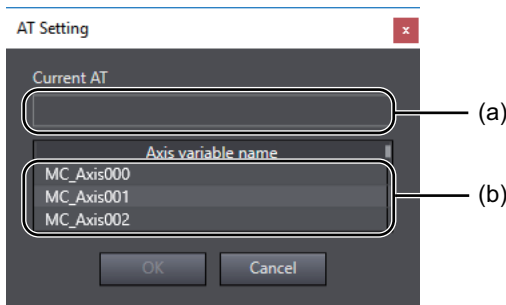 AT Setting
x
Current AT
(a)
Axis variable name
MC_Axis000
MC_Axis001
(b)
MC_Axis002
OK Cancel